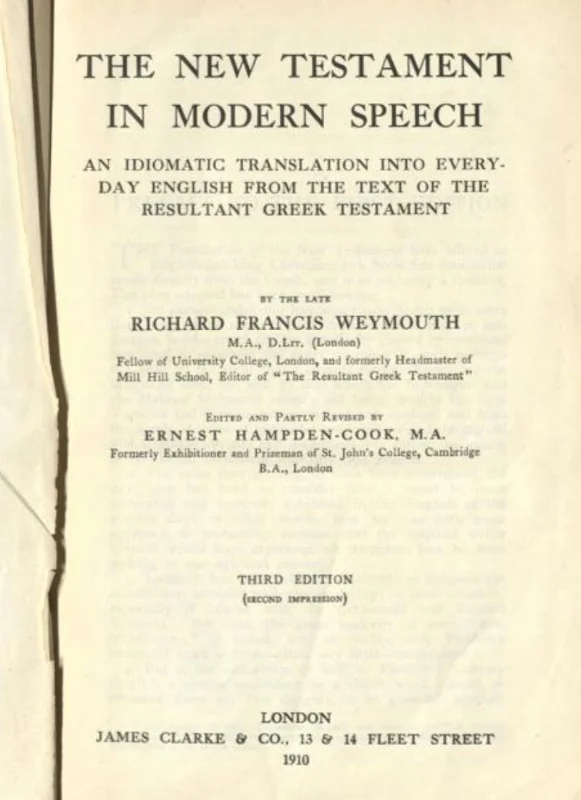 THE NEW TESTAMENT
IN MODERN SPEECH
AN IDIOMATIC TRANSLATION INTO EVERY-
DAY ENGLISH FROM THE TEXT OF THE
RESULTANT GREEK TESTAMENT
BY THE LATE
RICHARD FRANCIS WEYMOUTH
M.A., D.LIT. (London)
Fellow of University College, London, and formerly Headmaster of
Mill Hill School, Editor of "The Resultant Greek Testament"
EDITED AND PARTLY REVISED BY
ERNEST HAMPDEN-COOK, M.A.
Formerly Exhibitioner and Prizeman of St. John's College, Cambridge
B.A., London
THIRD EDITION
(SECOND IMPRESSION)
LONDON
JAMES CLARKE & CO., 13 & 14 FLEET STREET
1910